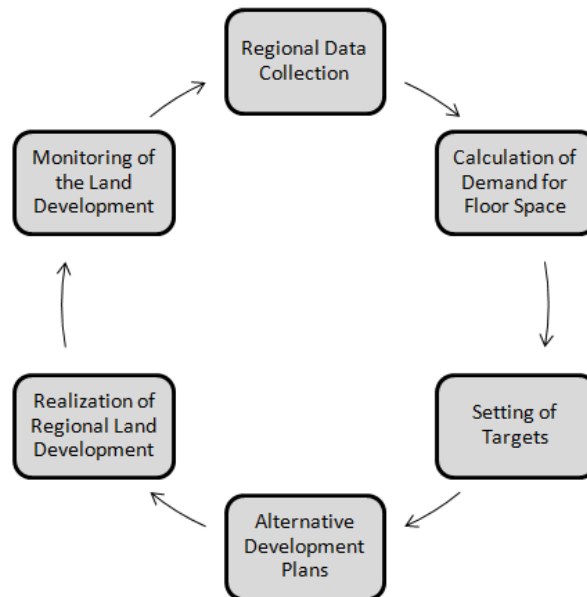 Regional Data
Collection
Calculation of
Demand for
Floor Space
Setting of
Targets
Alternative
Development
Plans
Realization of
Regional Land
Development
Monitoring of
the Land
Development